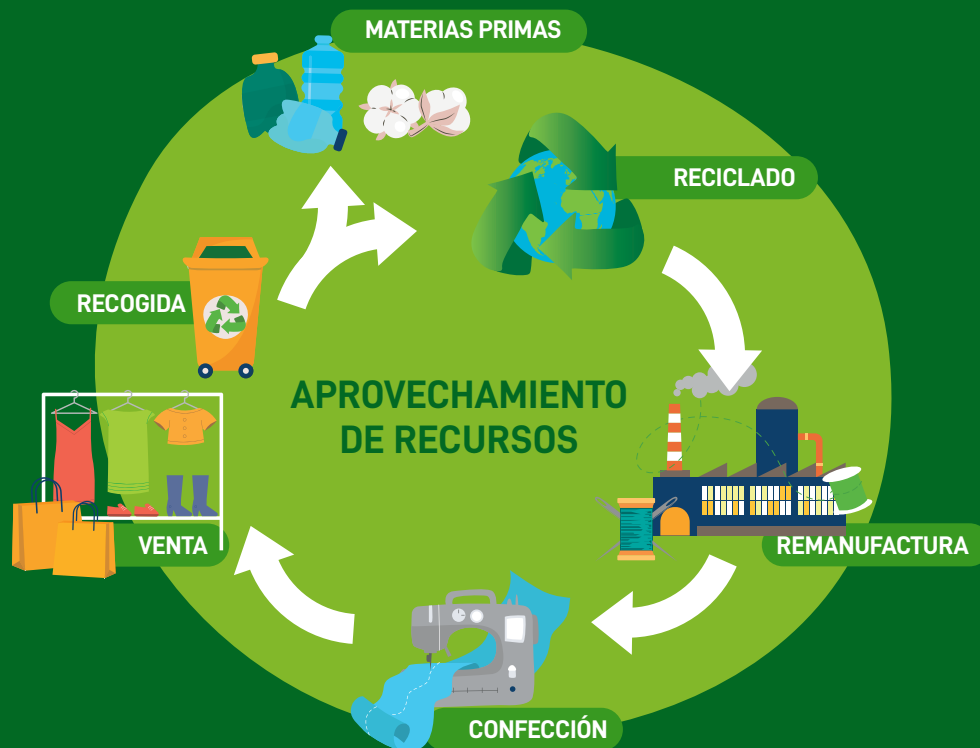 MATERIAS PRIMAS
RECICLADO
RECOGIDA
APROVECHAMIENTO
DE RECURSOS
VENTA
REMANUFACTURA
CONFECCIÓN